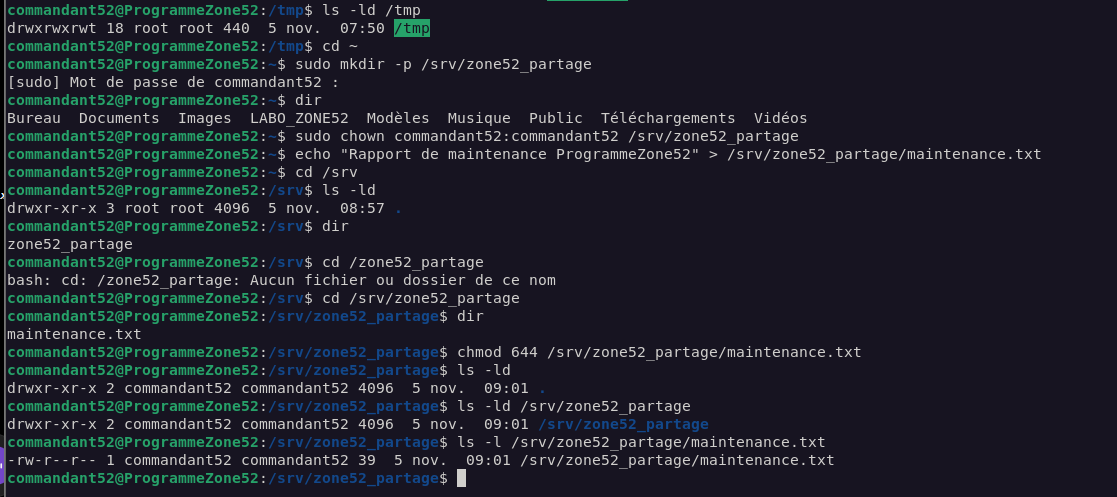 commandant52@ProgrammeZone52:/tmp$ ls -ld /tmp
drwxrwxrwt 18 root root 440  5 nov.  07:50 /tmp
commandant52@ProgrammeZone52:/tmp$ cd ~
commandant52@ProgrammeZone52:~$ sudo mkdir -p /srv/zone52_partage
[sudo] Mot de passe de commandant52 :
commandant52@ProgrammeZone52:~$ dir
Bureau  Documents  Images  LABO_ZONE52  Modèles  Musique  Public  Téléchargements  Vidéos
commandant52@ProgrammeZone52:~$ sudo chown commandant52:commandant52 /srv/zone52_partage
commandant52@ProgrammeZone52:~$ echo "Rapport de maintenance ProgrammeZone52" > /srv/zone52_partage/maintenance.txt
commandant52@ProgrammeZone52:~$ cd /srv
commandant52@ProgrammeZone52:/srv$ ls -ld
drwxr-xr-x 3 root root 4096  5 nov.  08:57 .
commandant52@ProgrammeZone52:/srv$ dir
zone52_partage
commandant52@ProgrammeZone52:/srv$ cd /zone52_partage
bash: cd: /zone52_partage: Aucun fichier ou dossier de ce nom
commandant52@ProgrammeZone52:/srv$ cd /srv/zone52_partage
commandant52@ProgrammeZone52:/srv/zone52_partage$ dir
maintenance.txt
commandant52@ProgrammeZone52:/srv/zone52_partage$ chmod 644 /srv/zone52_partage/maintenance.txt
commandant52@ProgrammeZone52:/srv/zone52_partage$ ls -ld
drwxr-xr-x 2 commandant52 commandant52 4096  5 nov.  09:01 .
commandant52@ProgrammeZone52:/srv/zone52_partage$ ls -ld /srv/zone52_partage
drwxr-xr-x 2 commandant52 commandant52 4096  5 nov.  09:01 /srv/zone52_partage
commandant52@ProgrammeZone52:/srv/zone52_partage$ ls -l /srv/zone52_partage/maintenance.txt
-rw-r--r-- 1 commandant52 commandant52 39  5 nov.  09:01 /srv/zone52_partage/maintenance.txt
commandant52@ProgrammeZone52:/srv/zone52_partage$